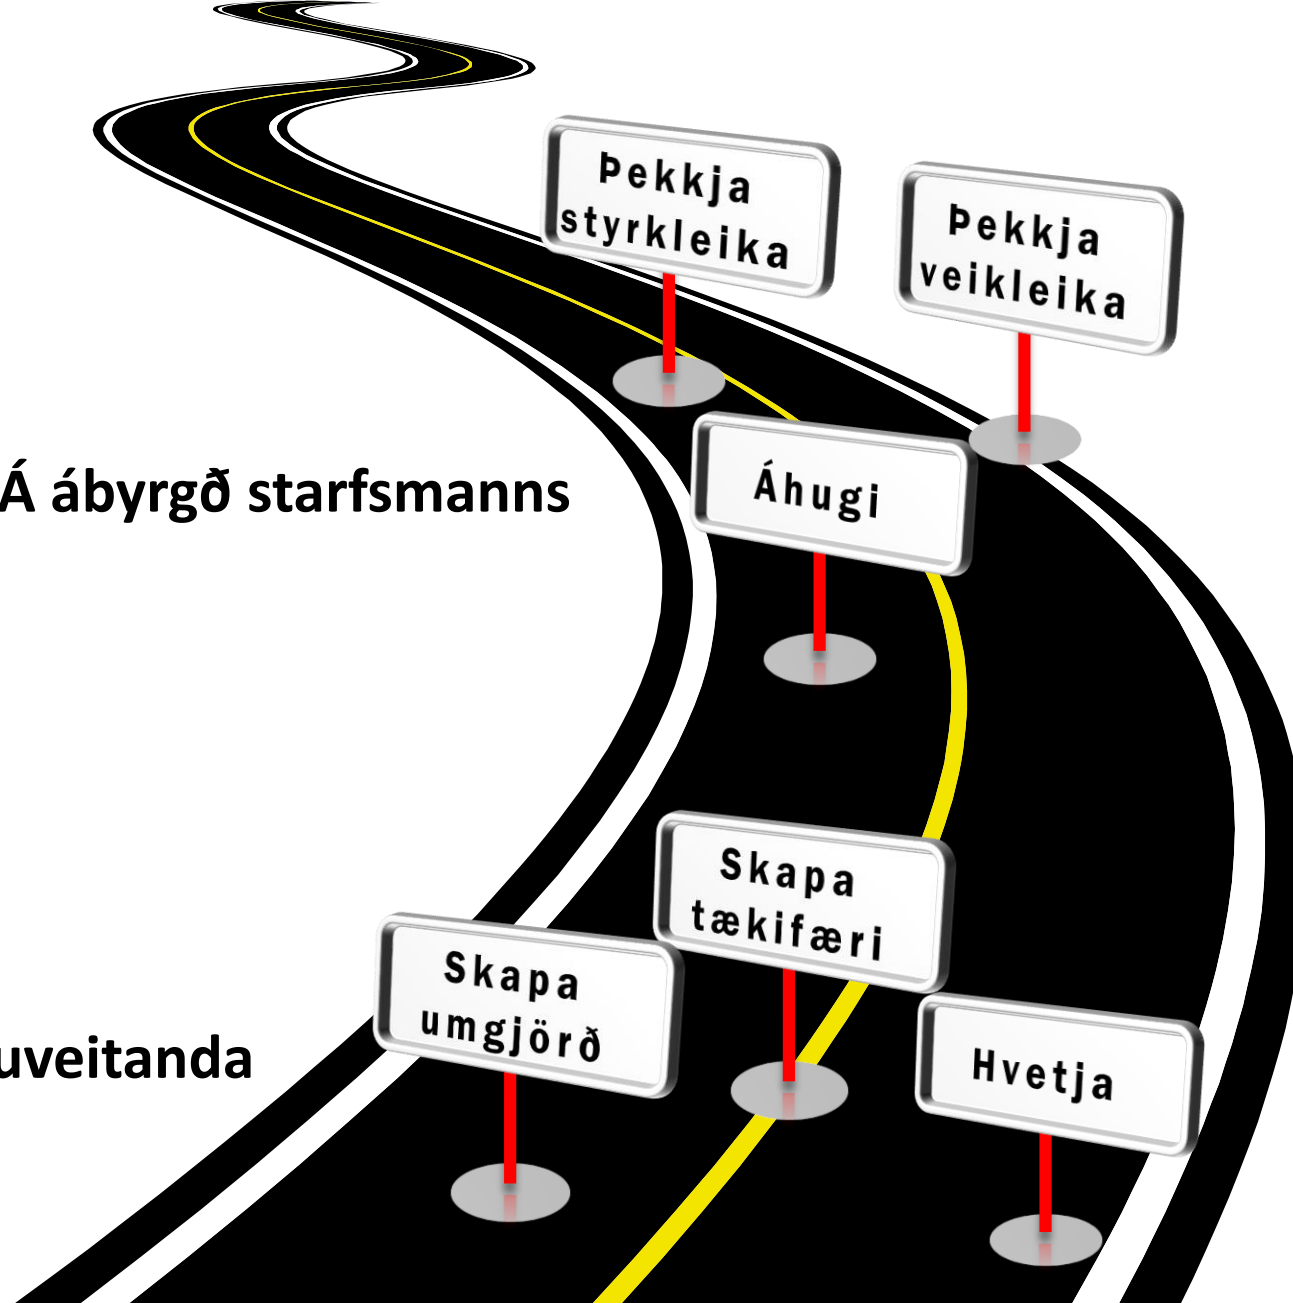 Þekkja
styrkleika
Þekkja
veikleika
Áhugi
Á ábyrgð starfsmanns
Skapa
tækifæri
Skapa
umgjörð
Hvetja
uveitanda